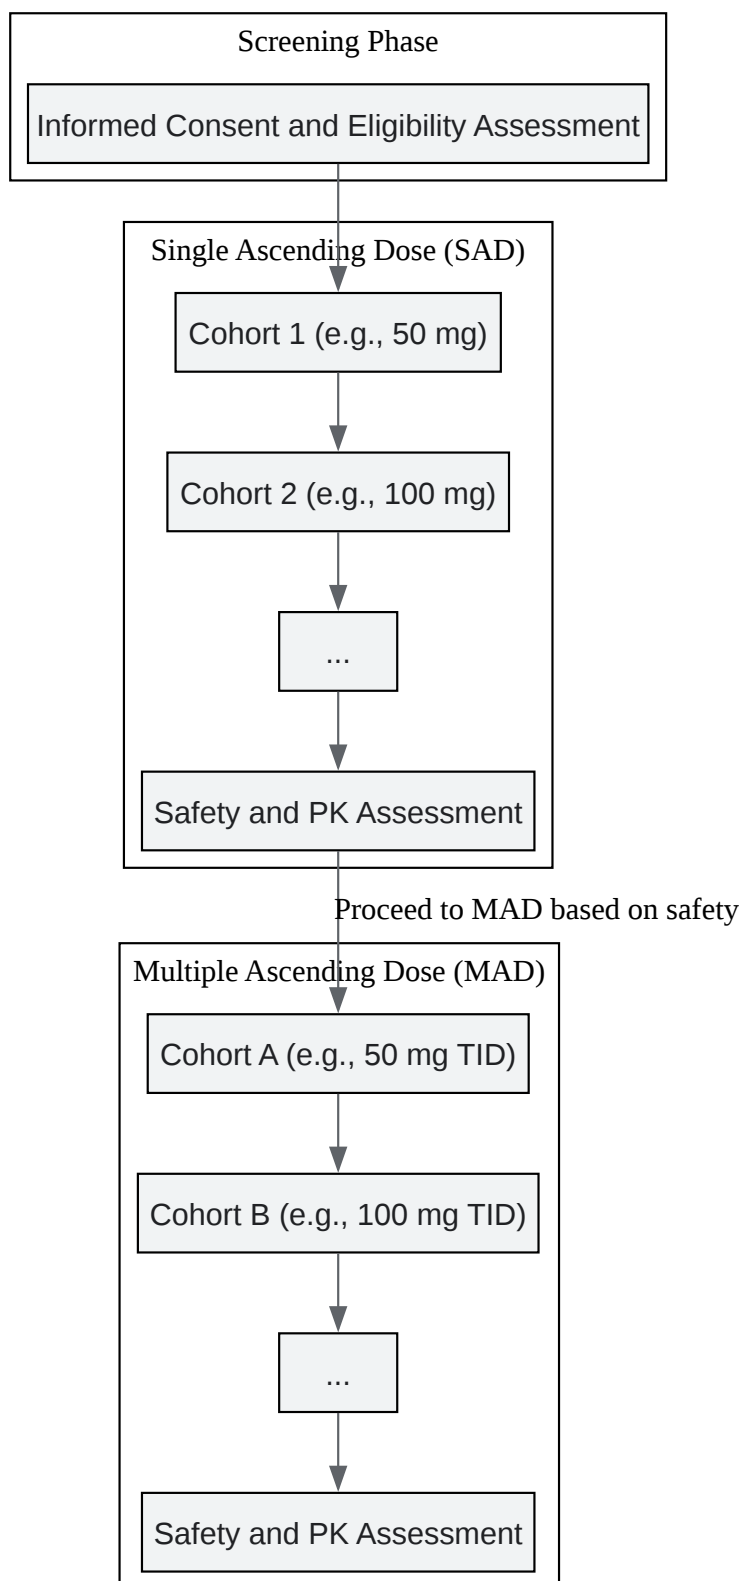 Screening Phase
Informed Consent and Eligibility Assessment
Single Ascending Dose (SAD)
Cohort 1 (e.g., 50 mg)
Cohort 2 (e.g., 100 mg)
...
Safety and PK Assessment
Proceed to MAD based on safety
Multiple Ascending Dose (MAD)
Cohort A (e.g., 50 mg TID)
Cohort B (e.g., 100 mg TID)
...
Safety and PK Assessment